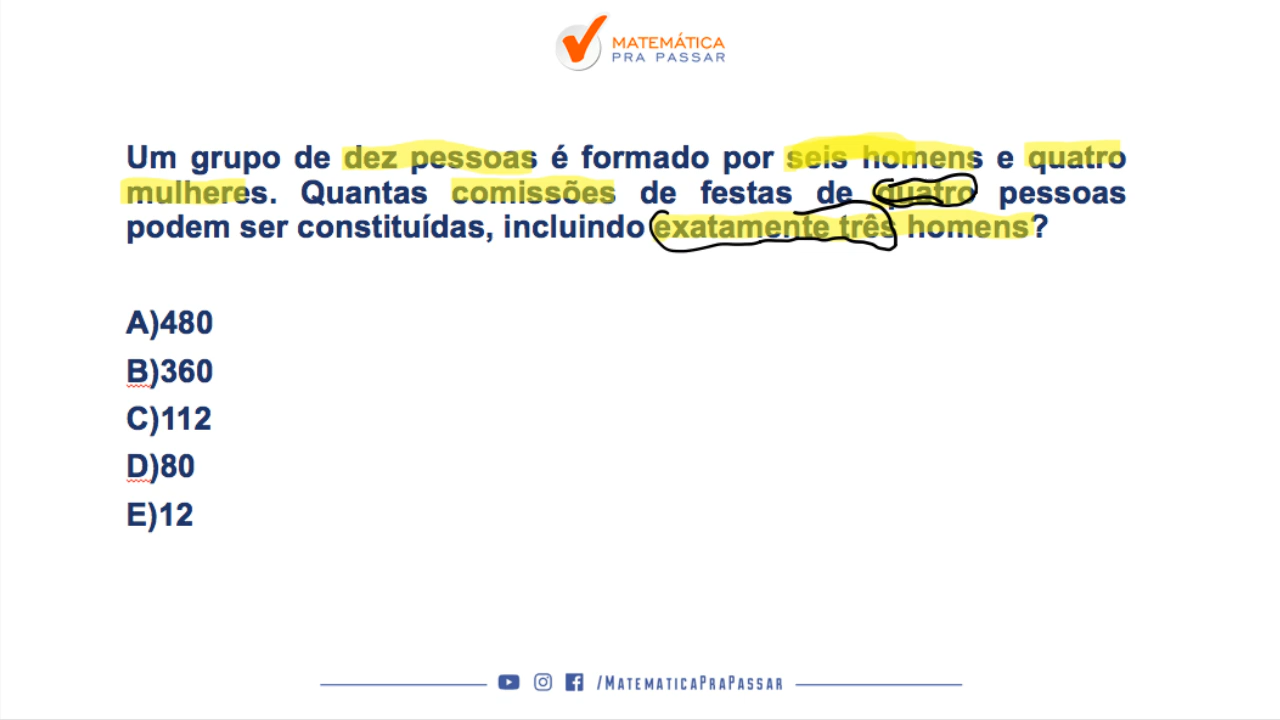 MATEMÁTICA
PRA PASSAR
Um grupo de dez pessoas é formado por seis homens e quatro
mulheres. Quantas comissões de festas de quatro pessoas
podem ser constituídas, incluindo exatamente três homens?
A)480
B)360
C)112
D)80
E)12
/MATEMATICAPRAPASSAR